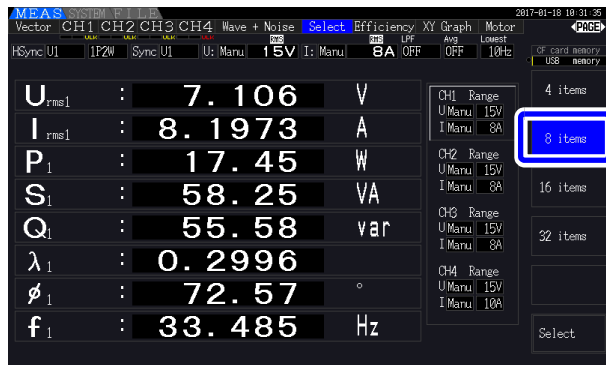 MEAS SYSTEM FILE 2017-01-18 10:31:35
Vector CH1 CH2 CH3 CH4 Wave + Noise Select Efficiency XY Graph Motor PAGE
RMS RMS LPF Avg Lowest
HSync U1 1P2W Sync U1 U: Manu 15V I: Manu 8A OFF OFF 10Hz CF card memory
USB memory
Urms1 : 7.106 V
Irms1 : 8.1973 A
P1 : 17.45 W
S1 : 58.25 VA
Q1 : 55.58 var
λ1 : 0.2996
φ1 : 72.57 °
f1 : 33.485 Hz
CH1 Range
U Manu 15V
I Manu 8A
CH2 Range
U Manu 15V
I Manu 8A
CH3 Range
U Manu 15V
I Manu 8A
CH4 Range
U Manu 15V
I Manu 10A
4 items
8 items
16 items
32 items
Select